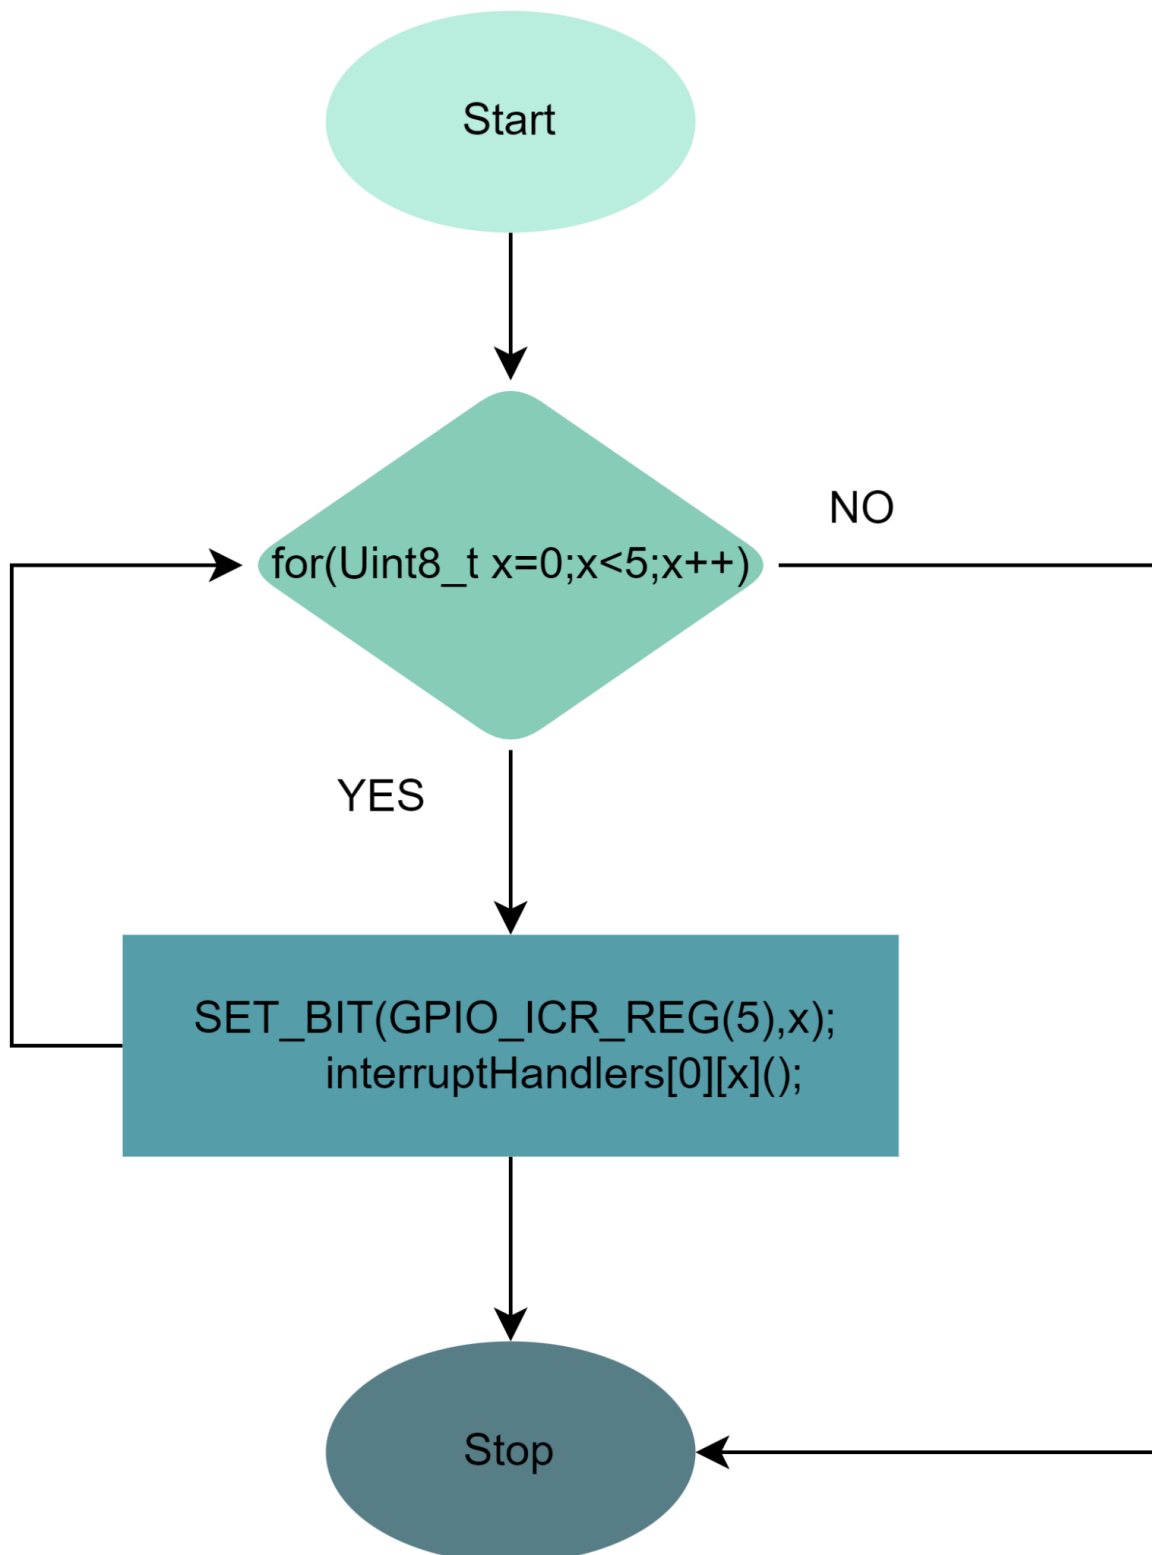 Start
for(Uint8_t x=0;x<5;x++)
NO
YES
SET_BIT(GPIO_ICR_REG(5),x);
interruptHandlers[0][x]();
Stop